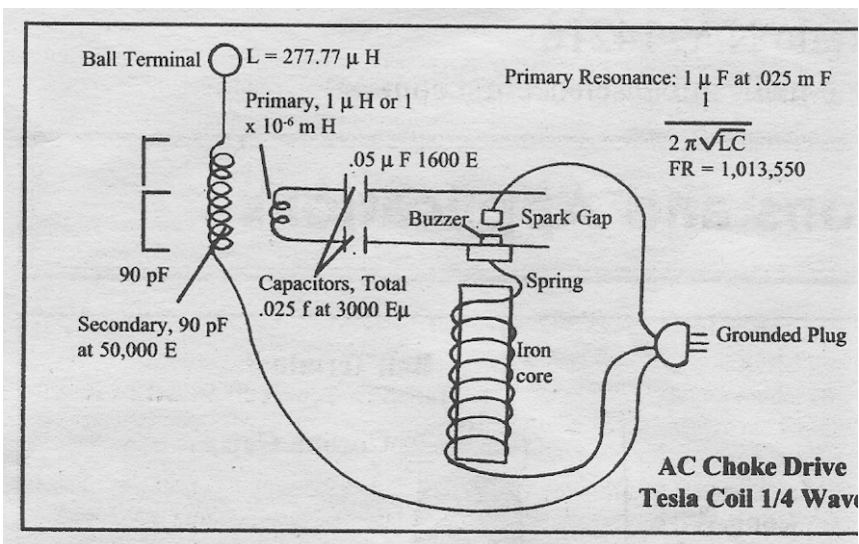 Ball Terminal
L = 277.77 μ H
Primary, 1 μ H or 1
x 10⁻⁶ m H
.05 μ F 1600 E
Primary Resonance: 1 μ F at .025 m F
1
2 π√LC
FR = 1,013,550
Buzzer
Spark Gap
90 pF
Capacitors, Total
.025 f at 3000 Eμ
Spring
Secondary, 90 pF
at 50,000 E
Iron
core
Grounded Plug
AC Choke Drive
Tesla Coil 1/4 Wave